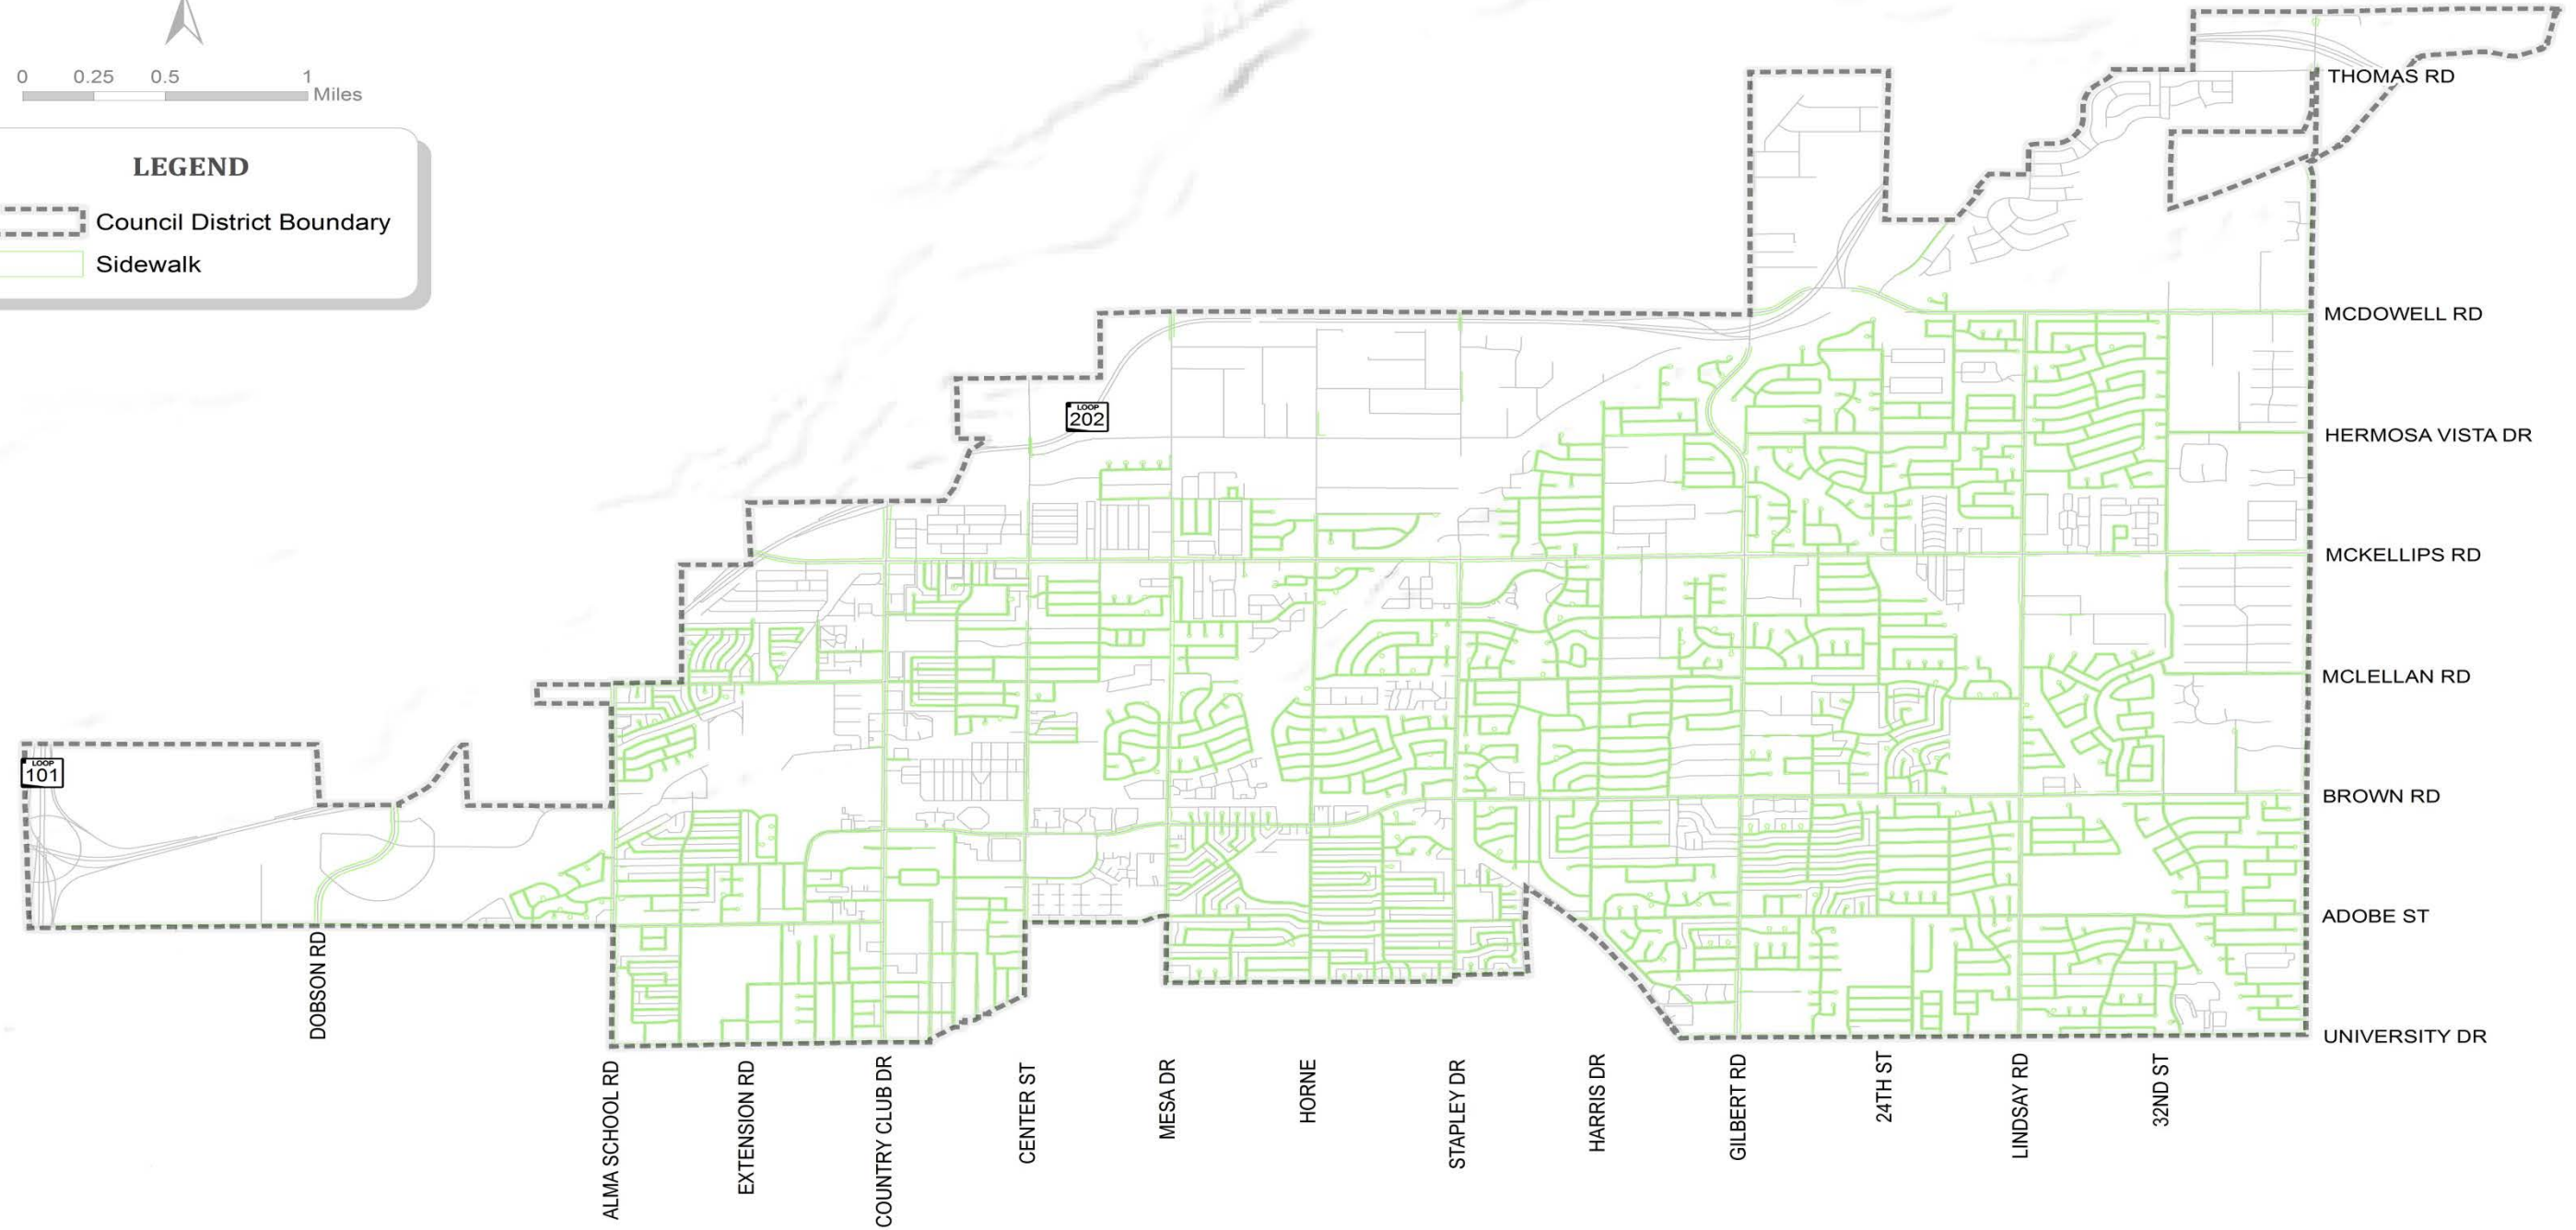 0 0.25 0.5 1
Miles
LEGEND
Council District Boundary
Sidewalk
THOMAS RD
MCDOWELL RD
LOOP
202
HERMOSA VISTA DR
MCKELLIPS RD
MCLELLAN RD
LOOP
101
BROWN RD
ADOBE ST
UNIVERSITY DR
DOBSON RD
ALMA SCHOOL RD
EXTENSION RD
COUNTRY CLUB DR
CENTER ST
MESA DR
HORNE
STAPLEY DR
HARRIS DR
GILBERT RD
24TH ST
LINDSAY RD
32ND ST